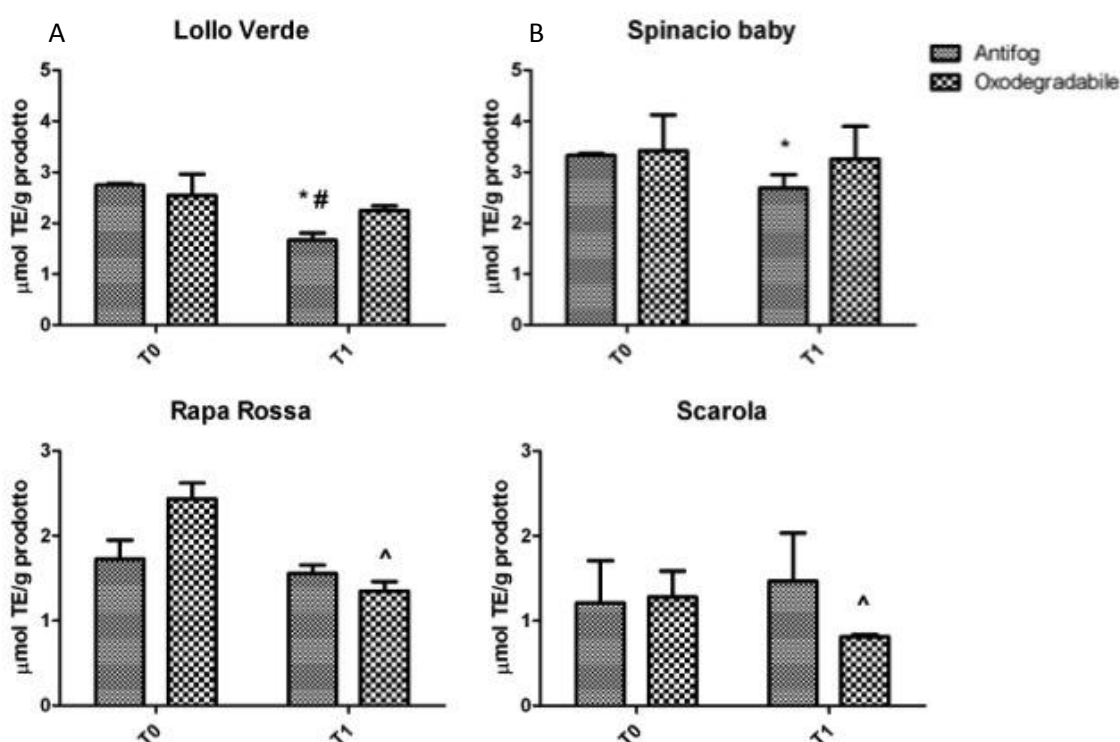 A
Lollo Verde
B
Spinacio baby
Antifog
Oxodegradabile
μmol TE/g prodotto
5
4
3
2
1
0
* #
T0
T1
μmol TE/g prodotto
5
4
3
2
1
0
*
T0
T1
Rapa Rossa
Scarola
μmol TE/g prodotto
3
2
1
0
^
T0
T1
μmol TE/g prodotto
3
2
1
0
^
T0
T1